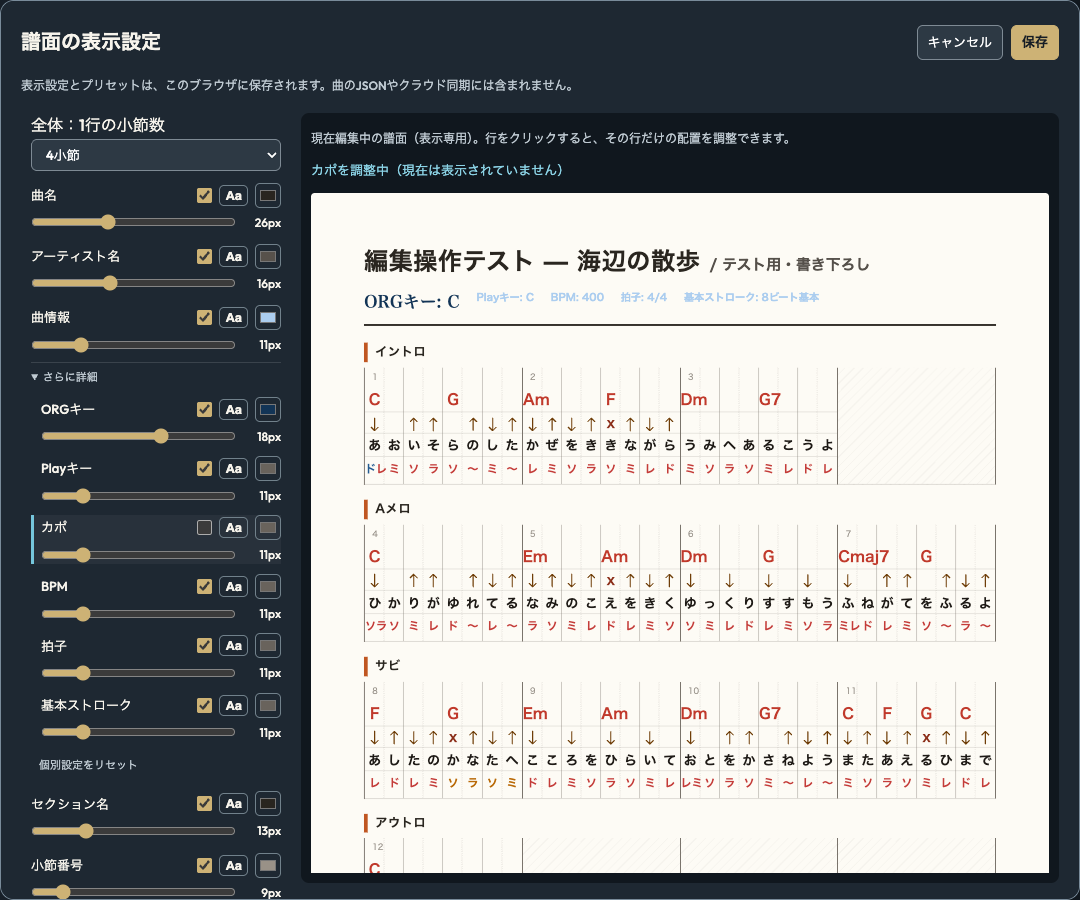 譜面の表示設定
キャンセル
保存
表示設定とプリセットは、このブラウザに保存されます。曲のJSONやクラウド同期には含まれません。
全体：1行の小節数
4小節
曲名 Aa
26px
アーティスト名 Aa
16px
曲情報 Aa
11px
▼ さらに詳細
ORGキー Aa
18px
Playキー Aa
11px
カポ Aa
11px
BPM Aa
11px
拍子 Aa
11px
基本ストローク Aa
11px
個別設定をリセット
セクション名 Aa
13px
小節番号 Aa
9px
現在編集中の譜面（表示専用）。行をクリックすると、その行だけの配置を調整できます。
カポを調整中（現在は表示されていません）
編集操作テスト — 海辺の散歩 / テスト用・書き下ろし
ORGキー: C Playキー: C BPM: 400 拍子: 4/4 基本ストローク: 8ビート基本
イントロ
1 2 3
C G Am F Dm G7
↓ ↑ ↑ ↑ ↓ ↑ ↓ ↑ ↓ ↑ x ↑ ↓ ↑
あ お い そ ら の し た か ぜ を き き な が ら う み へ あ る こ う よ
ドレミ ソ ラ ソ 〜 ミ 〜 レ ミ ソ ラ ソ ミ レ ド ミ ソ ラ ソ ミ レ ド レ
Aメロ
4 5 6 7
C Em Am Dm G Cmaj7 G
↓ ↑ ↑ ↑ ↓ ↑ ↓ ↑ ↓ ↑ x ↑ ↓ ↑ ↓ ↓ ↓ ↓ ↓ ↑ ↑ ↑ ↓ ↑
ひ か り が ゆ れ て る な み の こ え を き く ゆ っ く り す す も う ふ ね が て を ふ る よ
ソラソ ミ レ ド 〜 レ 〜 ラ ソ ミ レ ド レ ミ ソ ソ ミ レ ド レ ミ ソ ラ ミレド レ ミ ソ 〜 ラ 〜
サビ
8 9 10 11
F G Em Am Dm G7 C F G C
↓ ↑ ↓ ↑ x ↑ ↓ ↑ ↓ ↓ ↓ ↓ ↓ ↑ ↑ ↑ ↓ ↑ ↓ ↑ ↓ ↑ x ↑ ↓ ↑
あ し た の か な た へ こ こ ろ を ひ ら い て お と を か さ ね よ う ま た あ え る ひ ま で
レ ド レ ミ ソ ラ ソ ミ ド レ ミ ソ ラ ソ ミ レ レミソ ラ ソ ミ 〜 レ 〜 ミ ソ ラ ソ ミ レ ド レ
アウトロ
12
C